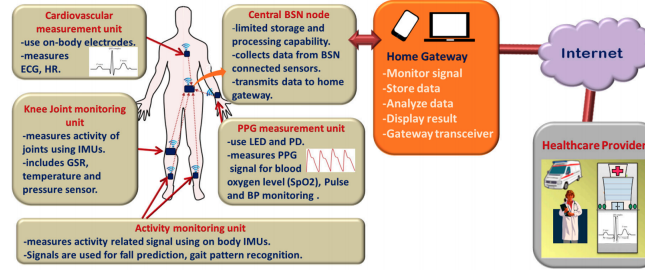 Cardiovascular
measurement unit
-use on-body electrodes.
-measures
ECG, HR.
Central BSN node
-limited storage and
processing capability.
-collects data from BSN
connected sensors.
-transmits data to home
gateway.
Home Gateway
-Monitor signal
-Store data
-Analyze data
-Display result
-Gateway transceiver
Internet
Knee Joint monitoring
unit
-measures activity of
joints using IMUs.
-includes GSR,
temperature and
pressure sensor.
PPG measurement unit
-use LED and PD.
-measures PPG
signal for blood
oxygen level (SpO2), Pulse
and BP monitoring .
Healthcare Provider
Activity monitoring unit
-measures activity related signal using on body IMUs.
-Signals are used for fall prediction, gait pattern recognition.